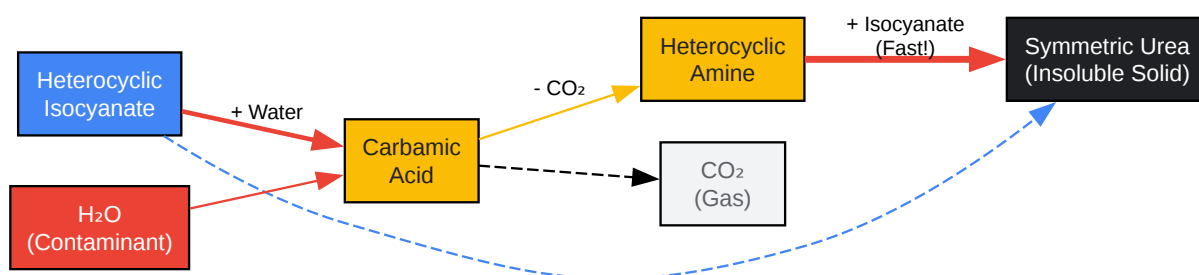 Heterocyclic
Isocyanate
+ Water
H₂O
(Contaminant)
Carbamic
Acid
- CO₂
Heterocyclic
Amine
CO₂
(Gas)
+ Isocyanate
(Fast!)
Symmetric Urea
(Insoluble Solid)